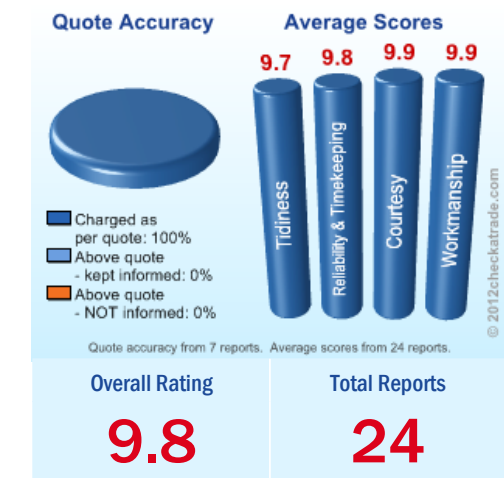 Quote Accuracy
Charged as
per quote: 100%
Above quote
- kept informed: 0%
Above quote
- NOT informed: 0%
Average Scores
9.7
9.8
9.9
9.9
Tidiness
Reliability & Timekeeping
Courtesy
Workmanship
© 2012checkatrade.com
Quote accuracy from 7 reports. Average scores from 24 reports.
Overall Rating
9.8
Total Reports
24